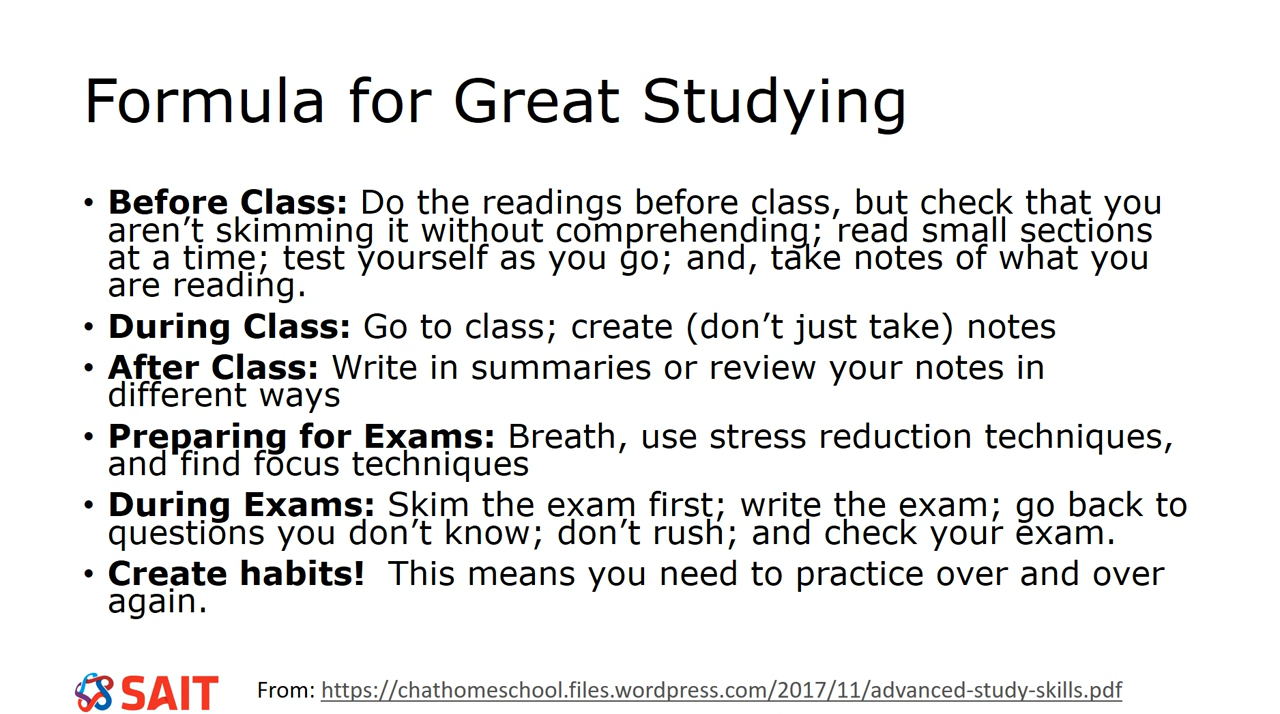 Formula for Great Studying
• Before Class: Do the readings before class, but check that you
aren’t skimming it without comprehending; read small sections
at a time; test yourself as you go; and, take notes of what you
are reading.
• During Class: Go to class; create (don’t just take) notes
• After Class: Write in summaries or review your notes in
different ways
• Preparing for Exams: Breath, use stress reduction techniques,
and find focus techniques
• During Exams: Skim the exam first; write the exam; go back to
questions you don’t know; don’t rush; and check your exam.
• Create habits!  This means you need to practice over and over
again.
SAIT
From: https://chathomeschool.files.wordpress.com/2017/11/advanced-study-skills.pdf